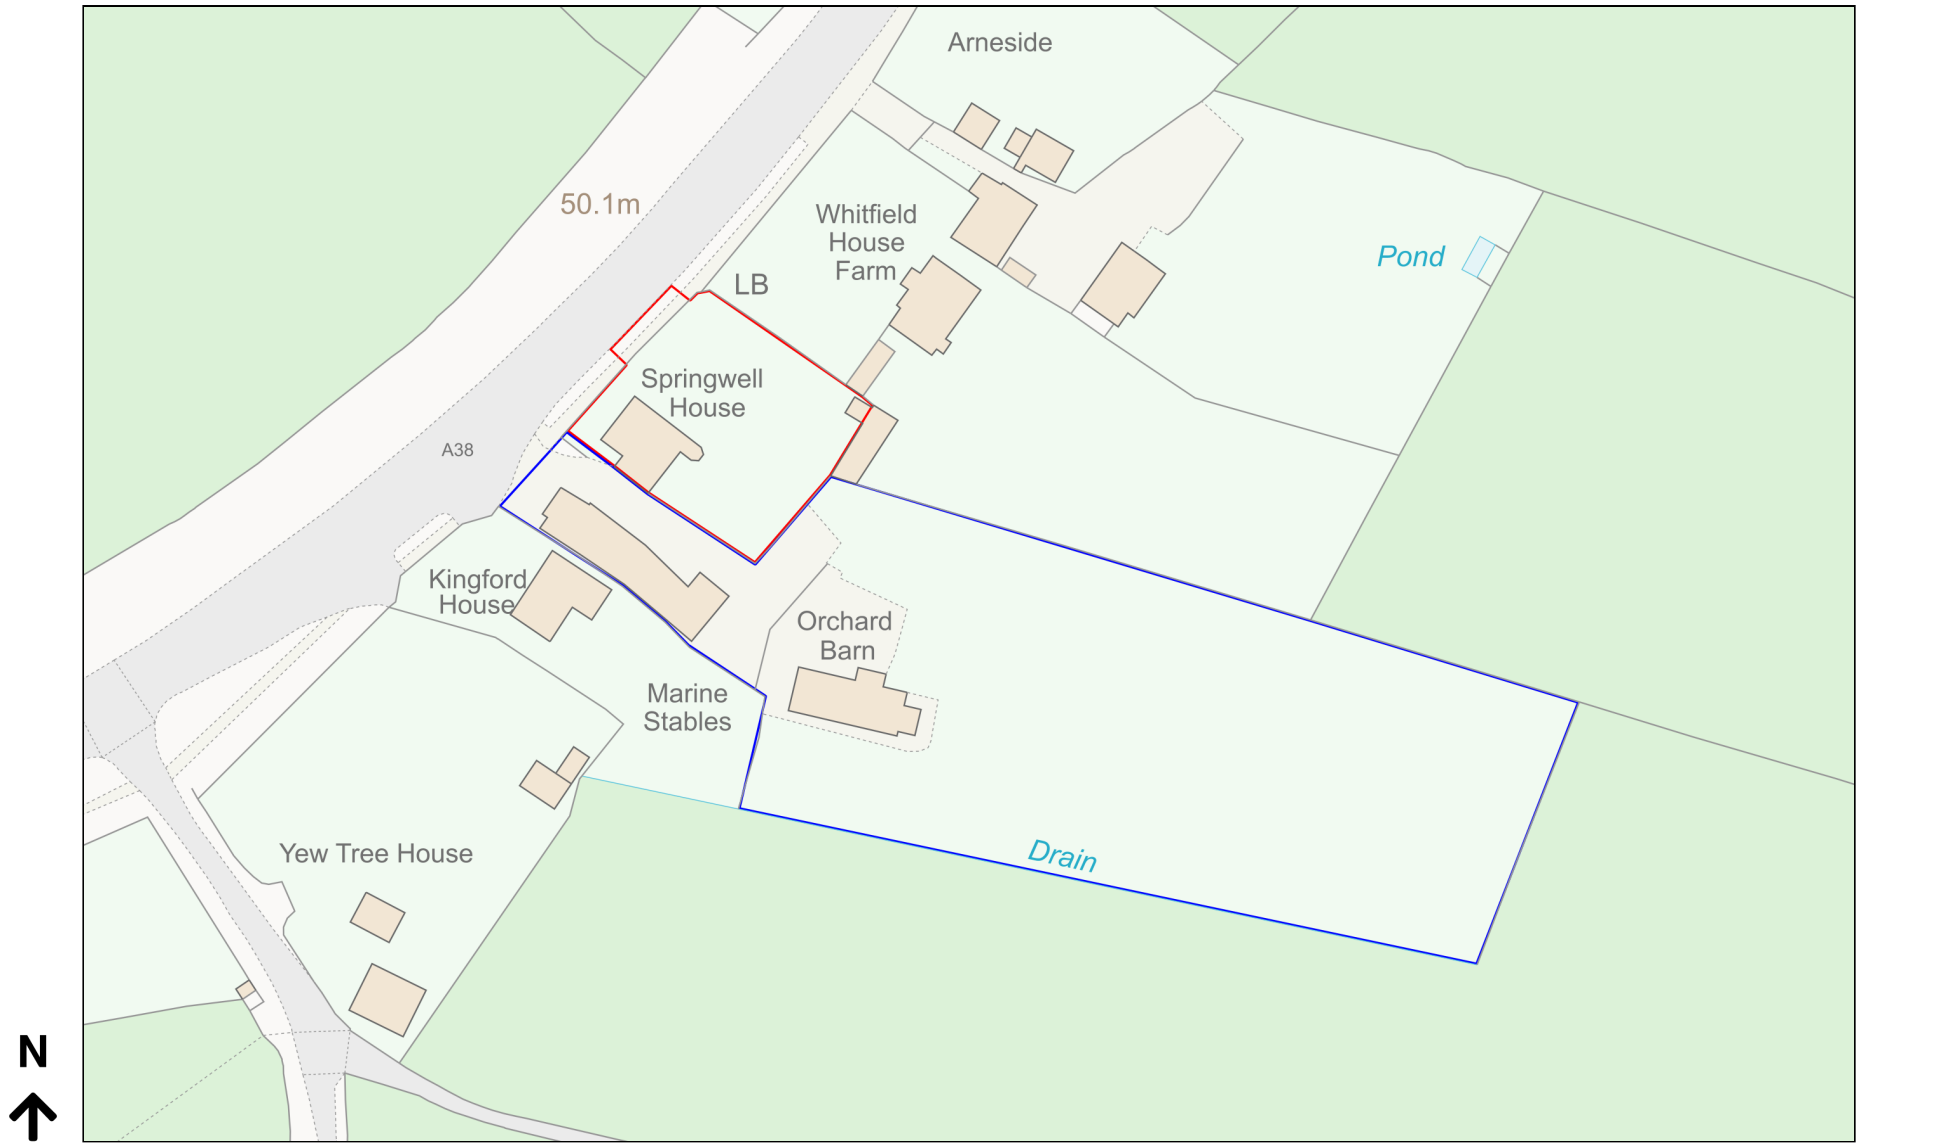 Arneside
50.1m
Whitfield
House
Farm
Pond
LB
Springwell
House
A38
Kingford
House
Orchard
Barn
Marine
Stables
Yew Tree House
Drain
N